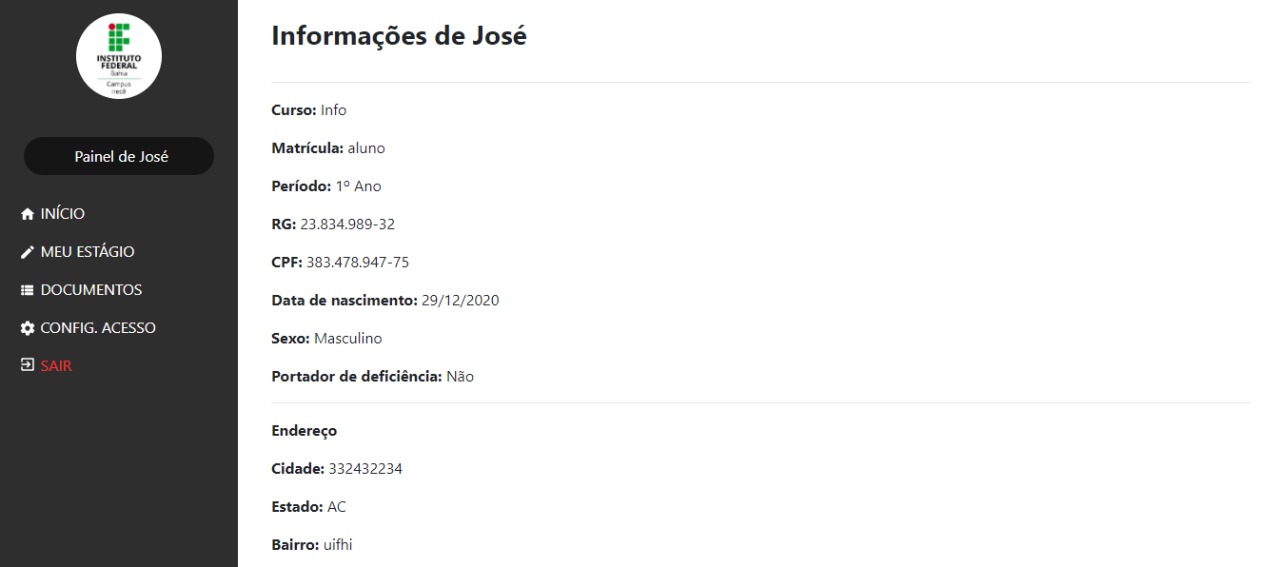 INSTITUTO
FEDERAL
Bahia
Campus
Irecê
Painel de José
INÍCIO
MEU ESTÁGIO
DOCUMENTOS
CONFIG. ACESSO
SAIR
Informações de José
Curso: Info
Matrícula: aluno
Período: 1º Ano
RG: 23.834.989-32
CPF: 383.478.947-75
Data de nascimento: 29/12/2020
Sexo: Masculino
Portador de deficiência: Não
Endereço
Cidade: 332432234
Estado: AC
Bairro: uifhi